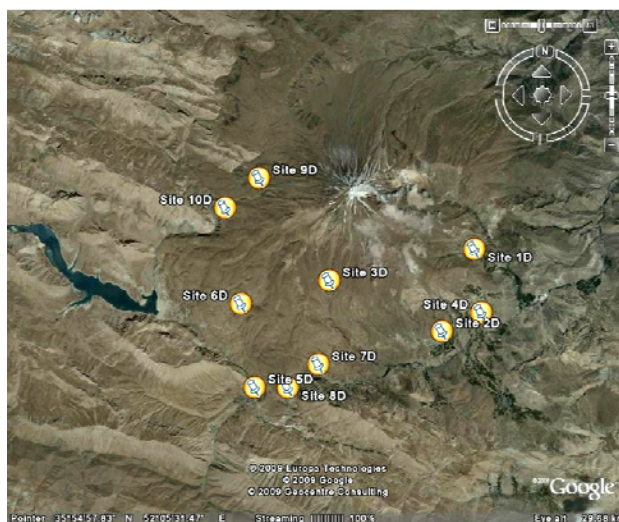 N
Site 9D
Site 10D
Site 1D
Site 3D
Site 6D
Site 4D
Site 2D
Site 7D
Site 5D
Site 8D
© 2009 Europa Technologies
© 2009 Google
© 2009 Geocentre Consulting
©2009 Google
Pointer 35°54'57.83" N 52°05'31.47" E Streaming 100% Eye alt 29.68 km